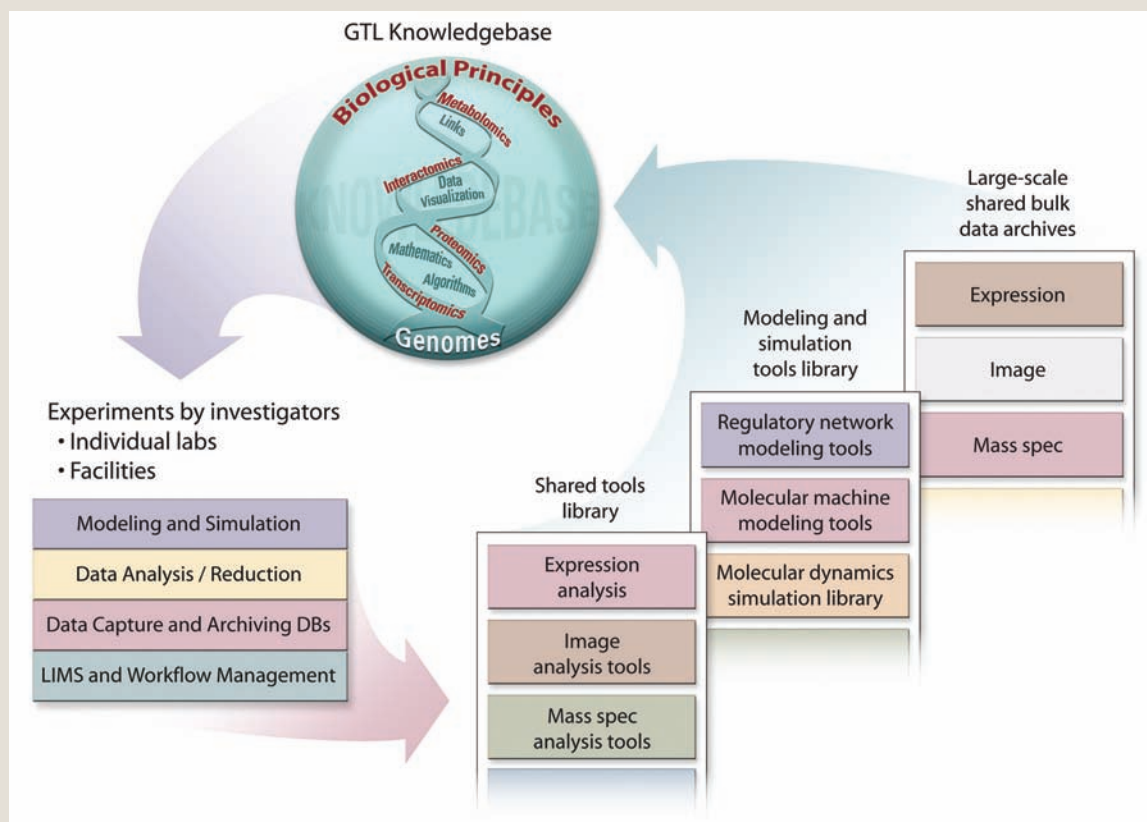 GTL Knowledgebase
Biological Principles
Metabolomics
Links
Interactomics
Data
Visualization
KNOWLEDGEBASE
Proteomics
Mathematics
Algorithms
Transcriptomics
Genomes
Experiments by investigators
• Individual labs
• Facilities
Modeling and Simulation
Data Analysis / Reduction
Data Capture and Archiving DBs
LIMS and Workflow Management
Shared tools
library
Expression
analysis
Image
analysis tools
Mass spec
analysis tools
Modeling and
simulation
tools library
Regulatory network
modeling tools
Molecular machine
modeling tools
Molecular dynamics
simulation library
Large-scale
shared bulk
data archives
Expression
Image
Mass spec